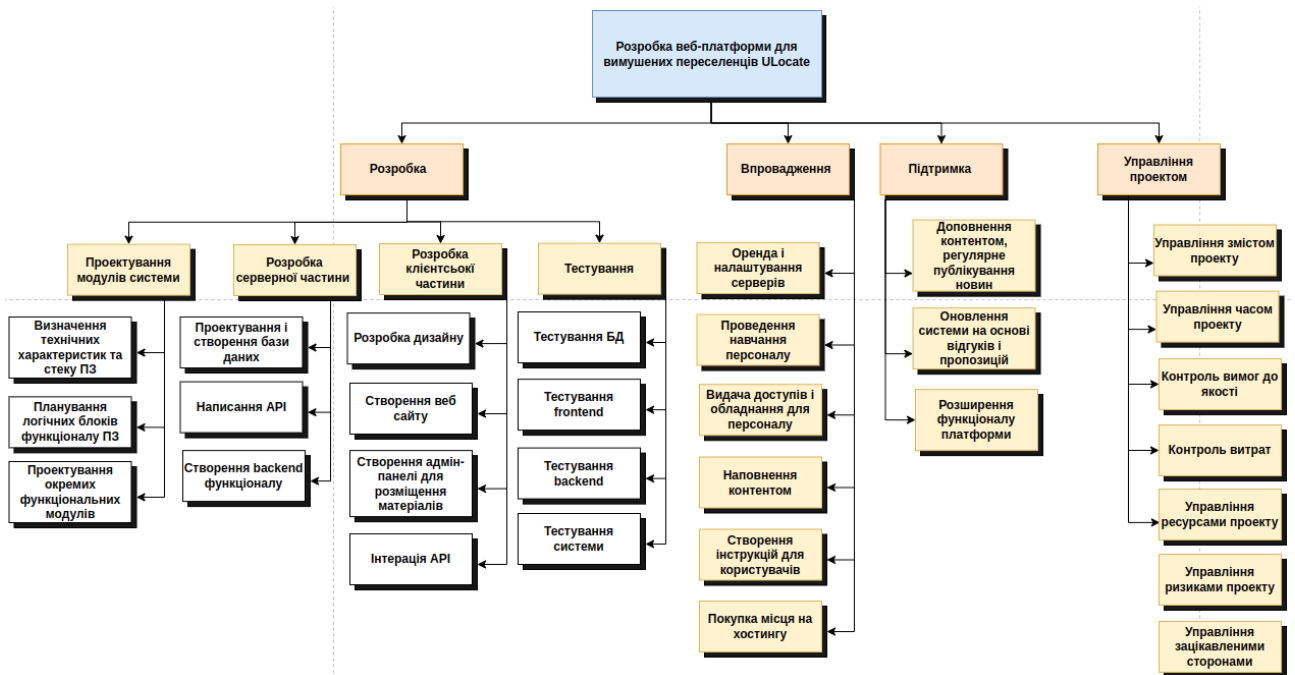 Розробка веб-платформи для
вимушених переселенців ULocate
Розробка
Впровадження
Підтримка
Управління
проектом
Проектування
модулів системи
Розробка
серверної частини
Розробка
клієнтської
частини
Тестування
Визначення
технічних
характеристик та
стеку ПЗ
Планування
логічних блоків
функціоналу ПЗ
Проектування
окремих
функціональних
модулів
Проектування і
створення бази
даних
Написання API
Створення backend
функціоналу
Розробка дизайну
Створення веб
сайту
Створення адмін-
панелі для
розміщення
матеріалів
Інтерація API
Тестування БД
Тестування
frontend
Тестування
backend
Тестування
системи
Оренда і
налаштування
серверів
Проведення
навчання
персоналу
Видача доступів і
обладнання для
персоналу
Наповнення
контентом
Створення
інструкцій для
користувачів
Покупка місця на
хостингу
Доповнення
контентом,
регулярне
публікування
новин
Оновлення
системи на основі
відгуків і
пропозицій
Розширення
функціоналу
платформи
Управління змістом
проекту
Управління часом
проекту
Контроль вимог до
якості
Контроль витрат
Управління
ресурсами проекту
Управління
ризиками проекту
Управління
зацікавленими
сторонами